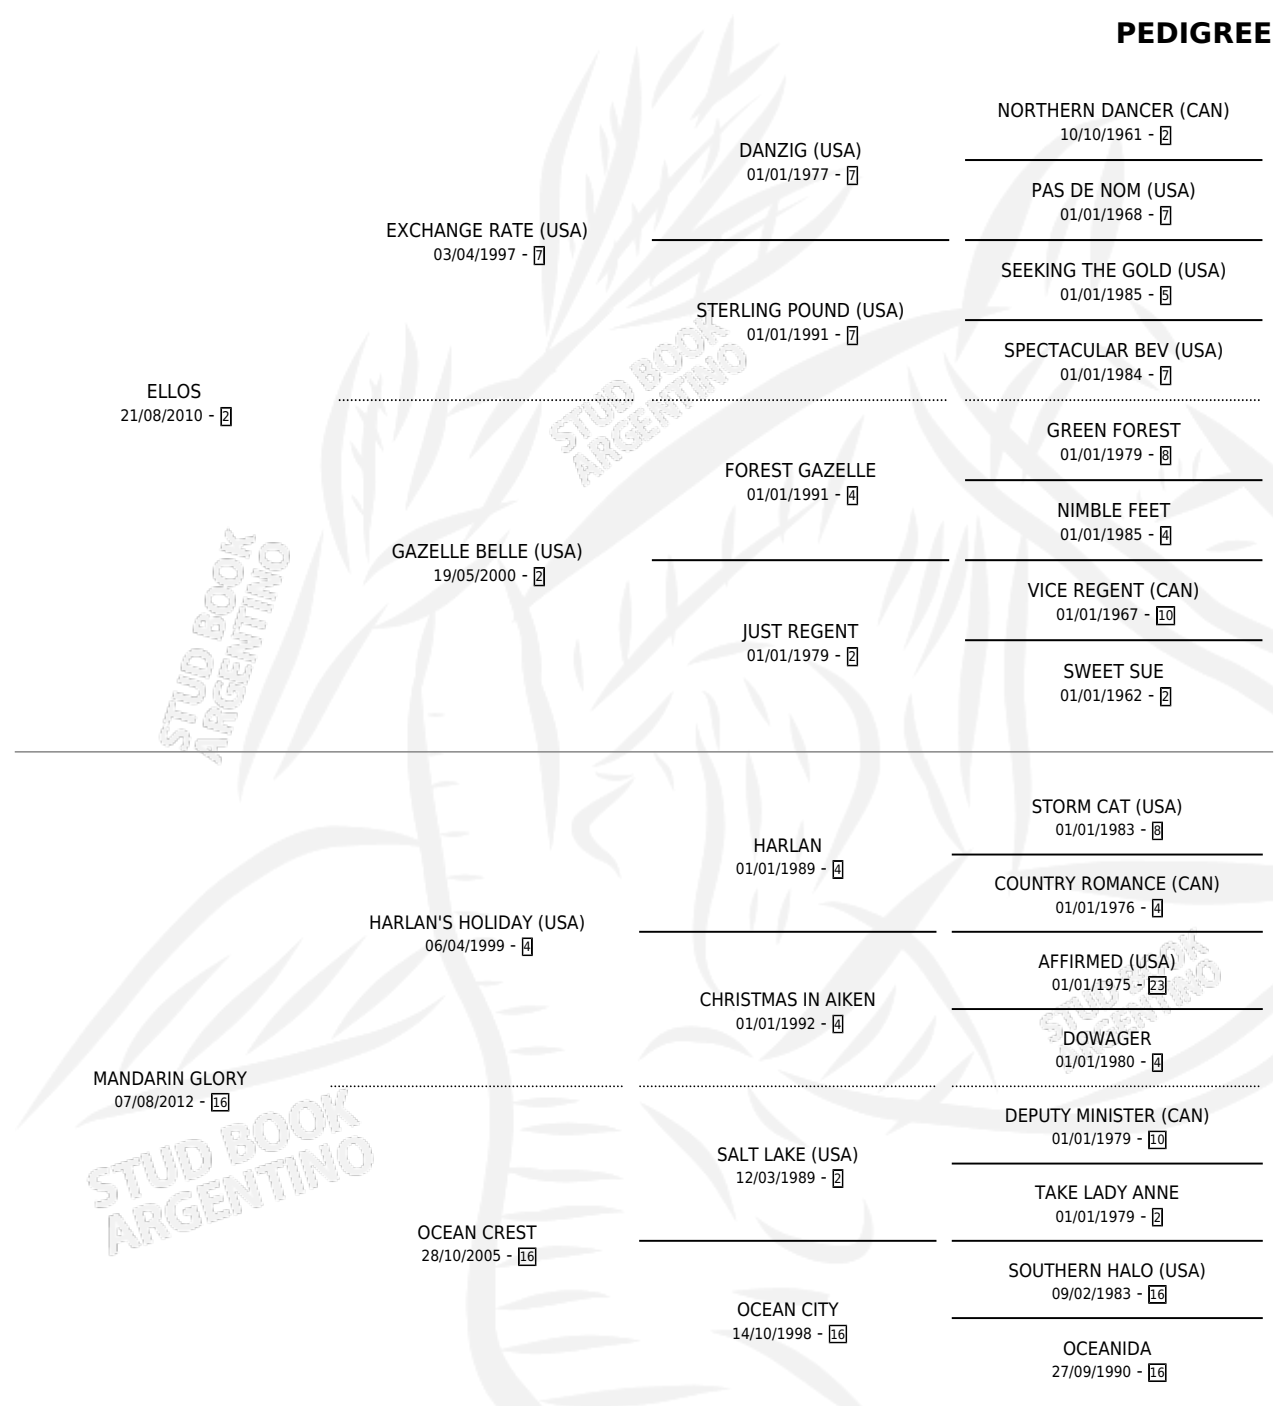 PEDIGREE
NORTHERN DANCER (CAN)
10/10/1961 - 2
DANZIG (USA)
01/01/1977 - 7
PAS DE NOM (USA)
01/01/1968 - 7
EXCHANGE RATE (USA)
03/04/1997 - 7
SEEKING THE GOLD (USA)
01/01/1985 - 5
STERLING POUND (USA)
01/01/1991 - 7
SPECTACULAR BEV (USA)
01/01/1984 - 7
ELLOS
21/08/2010 - 2
GREEN FOREST
01/01/1979 - 8
FOREST GAZELLE
01/01/1991 - 4
NIMBLE FEET
01/01/1985 - 4
GAZELLE BELLE (USA)
19/05/2000 - 2
VICE REGENT (CAN)
01/01/1967 - 10
JUST REGENT
01/01/1979 - 2
SWEET SUE
01/01/1962 - 2
STORM CAT (USA)
01/01/1983 - 8
HARLAN
01/01/1989 - 4
COUNTRY ROMANCE (CAN)
01/01/1976 - 4
HARLAN'S HOLIDAY (USA)
06/04/1999 - 4
AFFIRMED (USA)
01/01/1975 - 23
CHRISTMAS IN AIKEN
01/01/1992 - 4
DOWAGER
01/01/1980 - 4
MANDARIN GLORY
07/08/2012 - 16
DEPUTY MINISTER (CAN)
01/01/1979 - 10
SALT LAKE (USA)
12/03/1989 - 2
TAKE LADY ANNE
01/01/1979 - 2
OCEAN CREST
28/10/2005 - 16
SOUTHERN HALO (USA)
09/02/1983 - 16
OCEAN CITY
14/10/1998 - 16
OCEANIDA
27/09/1990 - 16
STUD BOOK
ARGENTINO
STUD BOOK
ARGENTINO
STUD BOOK
ARGENTINO
STUD BOOK
ARGENTINO